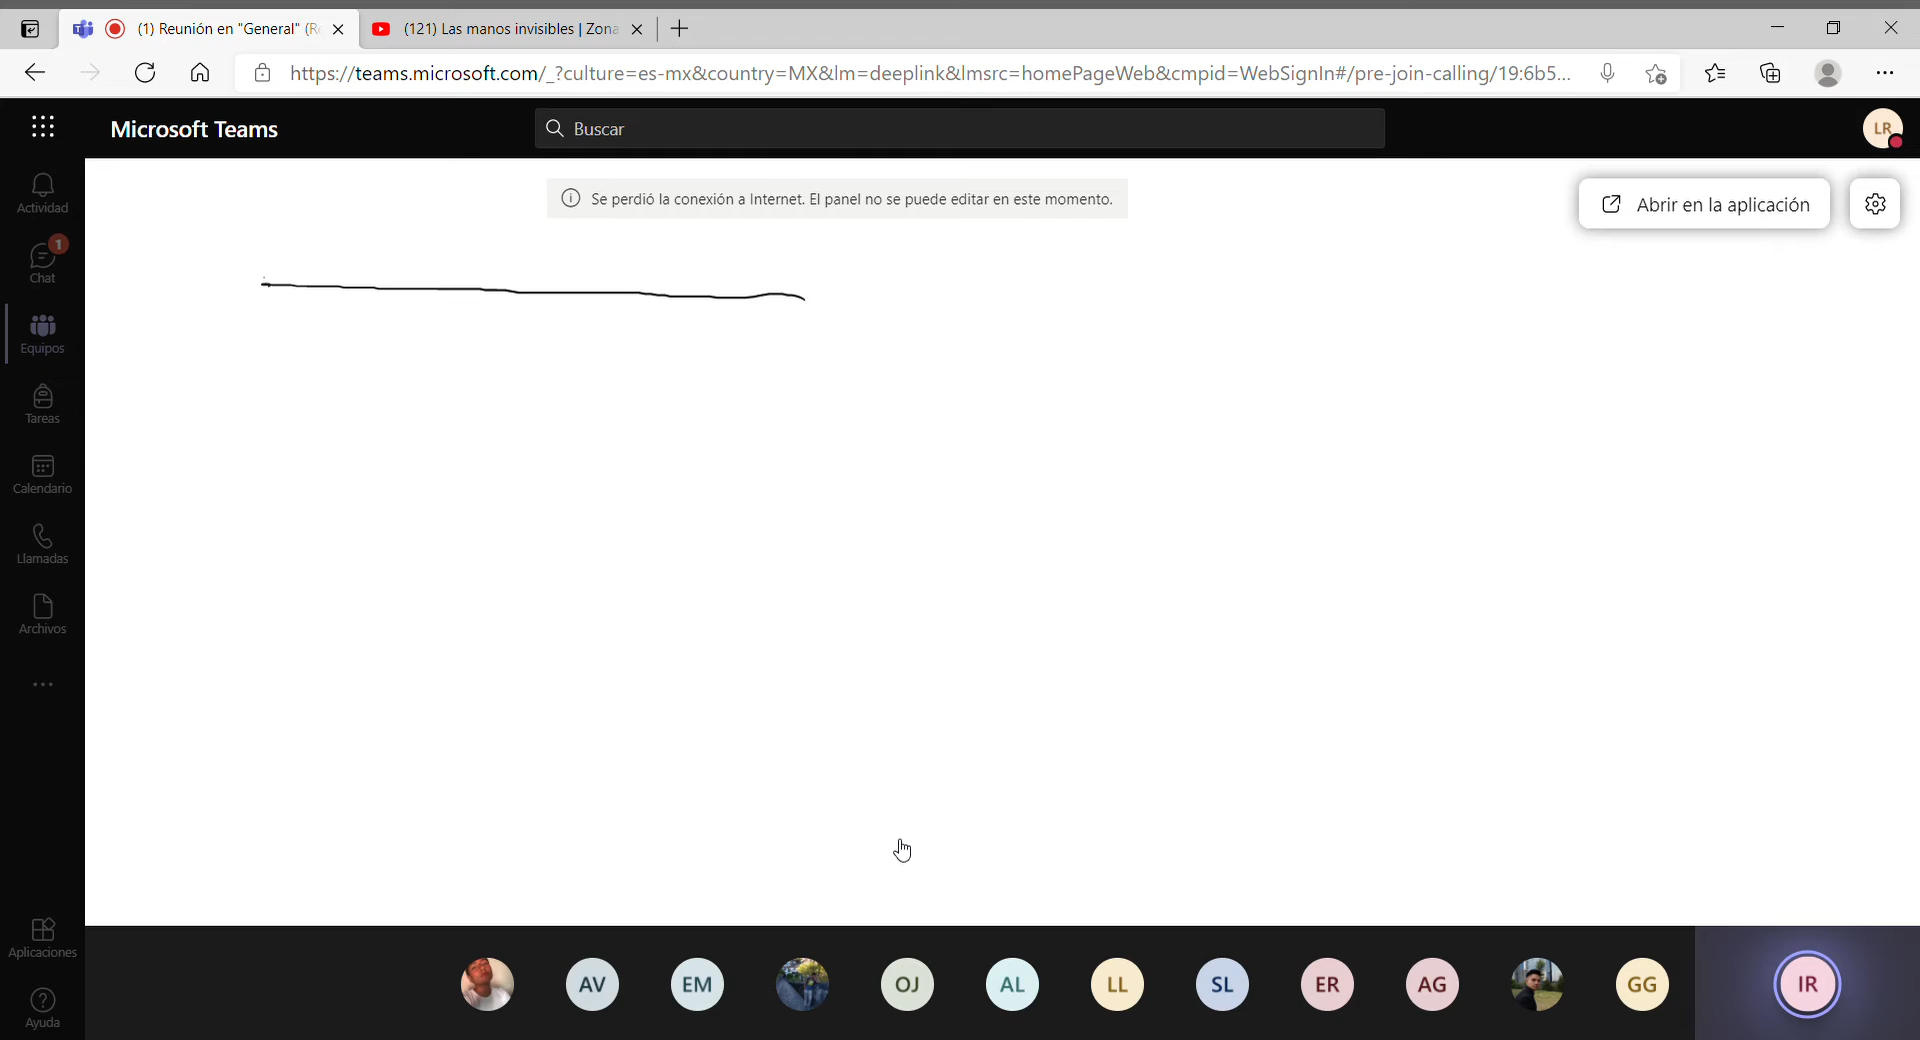 (1) Reunión en "General" (R
(121) Las manos invisibles | Zona
https://teams.microsoft.com/_?culture=es-mx&country=MX&lm=deeplink&lmsrc=homePageWeb&cmpid=WebSignIn#/pre-join-calling/19:6b5...
Microsoft Teams
Buscar
LR
Actividad
1
Chat
Equipos
Tareas
Calendario
Llamadas
Archivos
Aplicaciones
Ayuda
Se perdió la conexión a Internet. El panel no se puede editar en este momento.
Abrir en la aplicación
AV
EM
OJ
AL
LL
SL
ER
AG
GG
IR